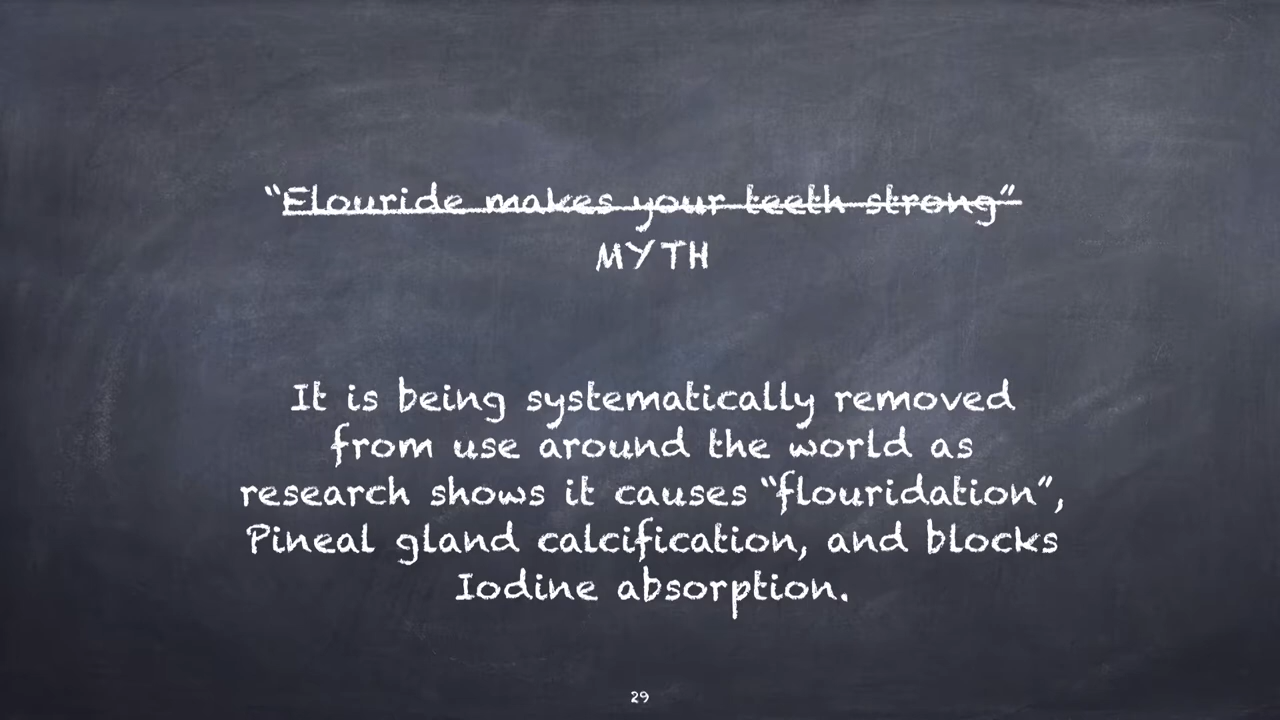 “Flouride makes your teeth strong”
MYTH
It is being systematically removed
from use around the world as
research shows it causes “flouridation”,
Pineal gland calcification, and blocks
Iodine absorption.
29